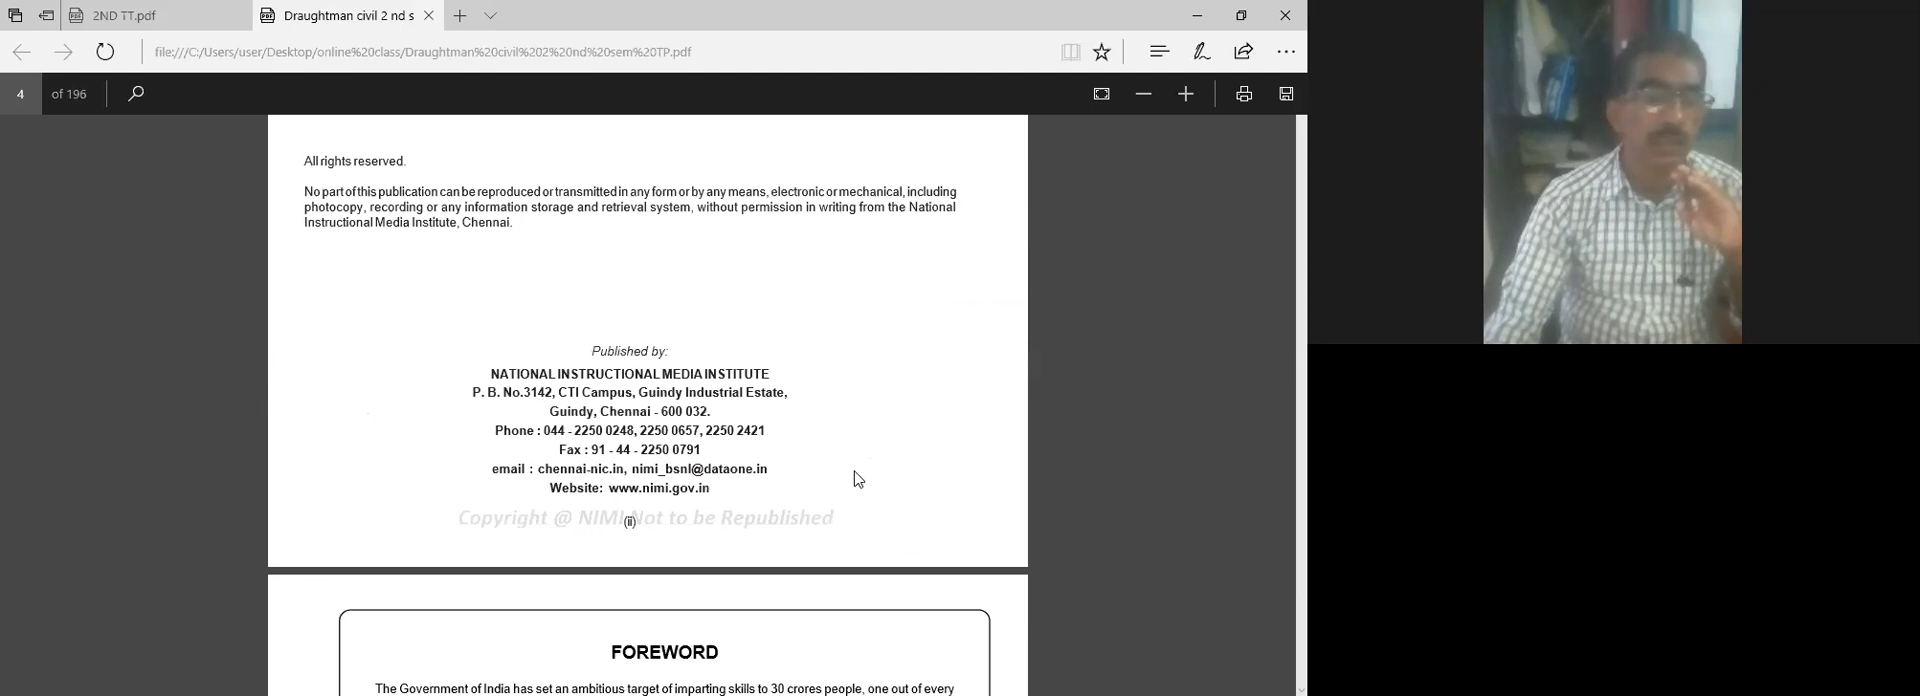 2ND TT.pdf
Draughtman civil 2 nd s
file:///C:/Users/user/Desktop/online%20class/Draughtman%20civil%202%20nd%20sem%20TP.pdf
4 of 196
All rights reserved.
No part of this publication can be reproduced or transmitted in any form or by any means, electronic or mechanical, including
photocopy, recording or any information storage and retrieval system, without permission in writing from the National
Instructional Media Institute, Chennai.
Published by:
NATIONAL INSTRUCTIONAL MEDIA INSTITUTE
P. B. No.3142, CTI Campus, Guindy Industrial Estate,
Guindy, Chennai - 600 032.
Phone : 044 - 2250 0248, 2250 0657, 2250 2421
Fax : 91 - 44 - 2250 0791
email : chennai-nic.in, nimi_bsnl@dataone.in
Website: www.nimi.gov.in
Copyright @ NIMI Not to be Republished
(ii)
FOREWORD
The Government of India has set an ambitious target of imparting skills to 30 crores people, one out of every